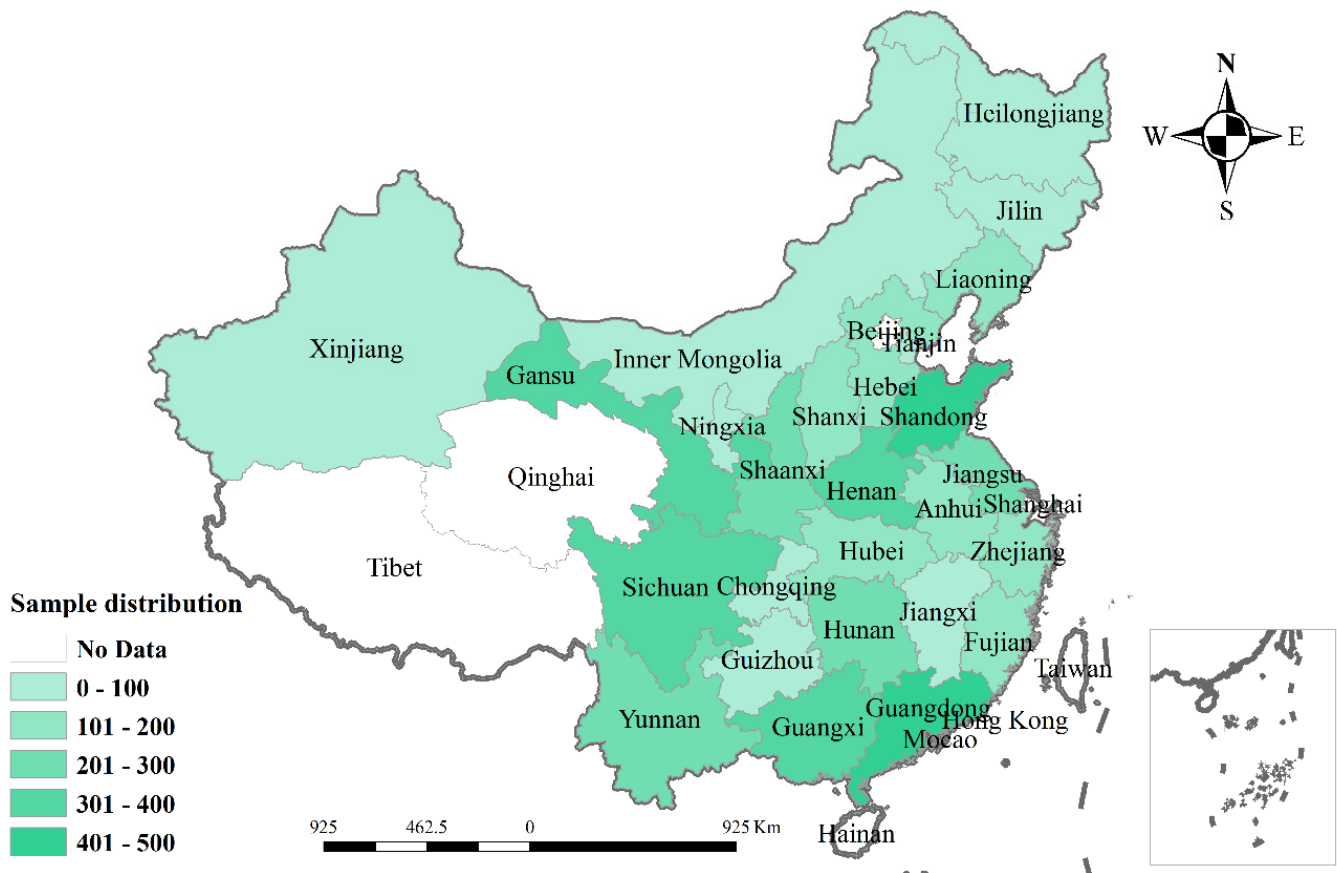 N
W
E
S
Heilongjiang
Jilin
Liaoning
Beijing
Tianjin
Xinjiang
Inner Mongolia
Gansu
Hebei
Shanxi
Shandong
Ningxia
Shaanxi
Qinghai
Henan
Jiangsu
Shanghai
Anhui
Hubei
Zhejiang
Tibet
Sichuan
Chongqing
Jiangxi
Hunan
Fujian
Guizhou
Taiwan
Yunnan
Guangxi
Guangdong
Hong Kong
Mocao
Hainan
Sample distribution
No Data
0 - 100
101 - 200
201 - 300
301 - 400
401 - 500
925 462.5 0 925 Km